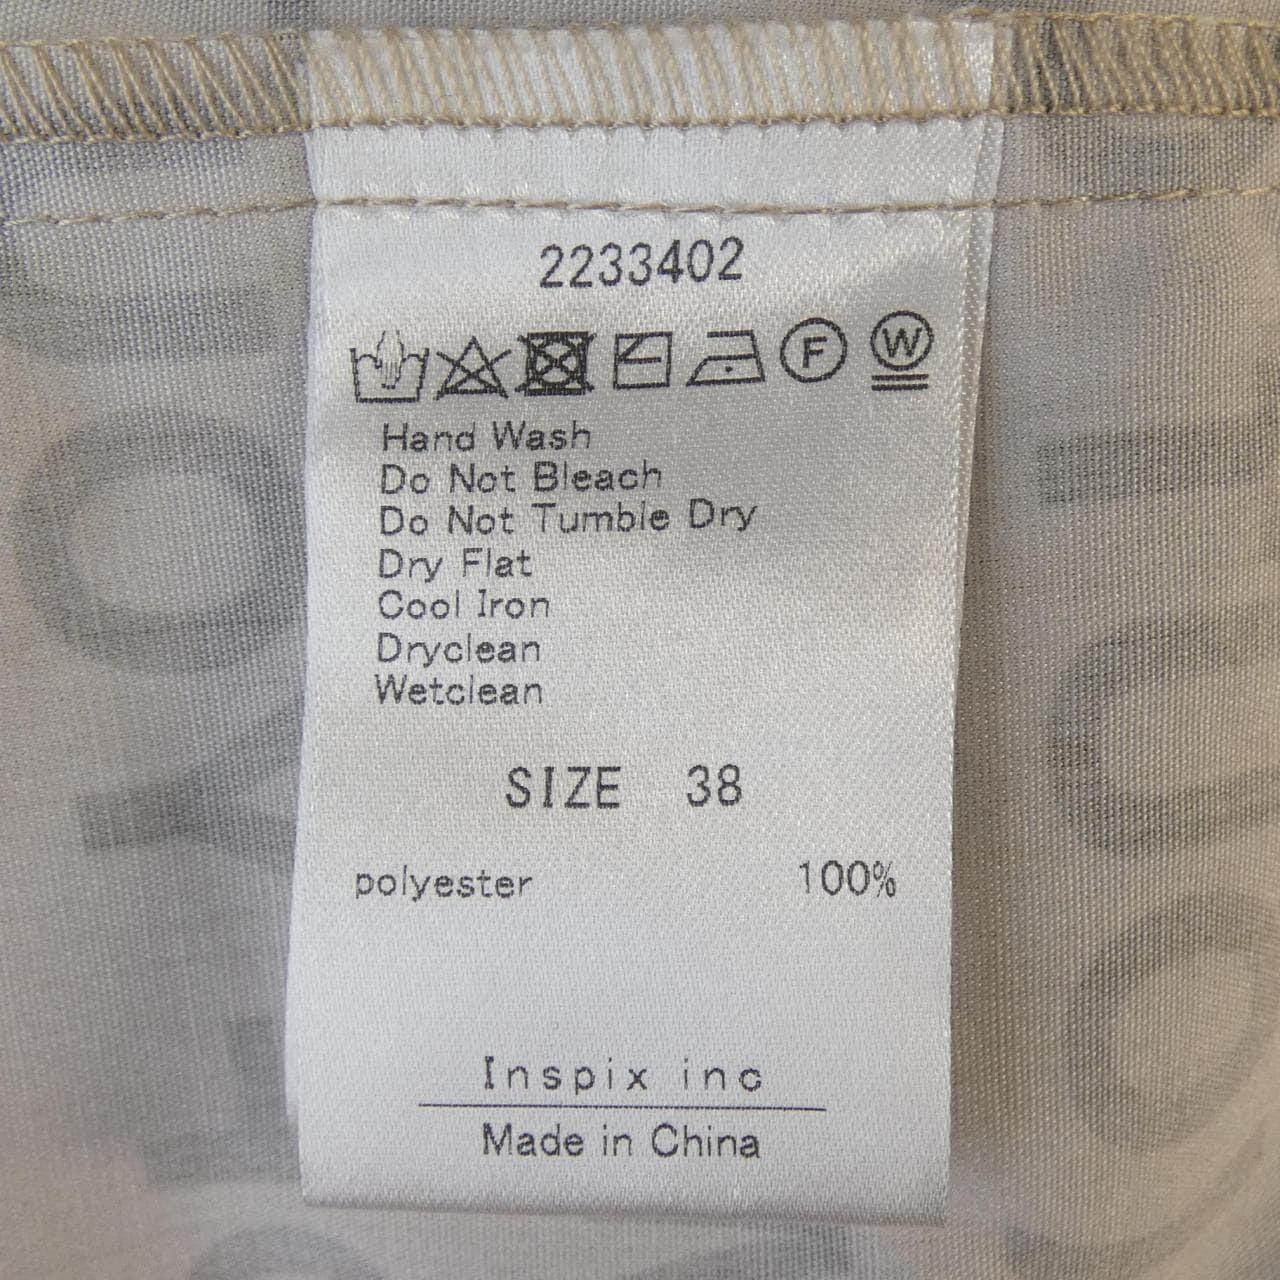 2233402
F W
Hand Wash
Do Not Bleach
Do Not Tumble Dry
Dry Flat
Cool Iron
Dryclean
Wetclean
SIZE 38
polyester 100%
Inspix inc
Made in China